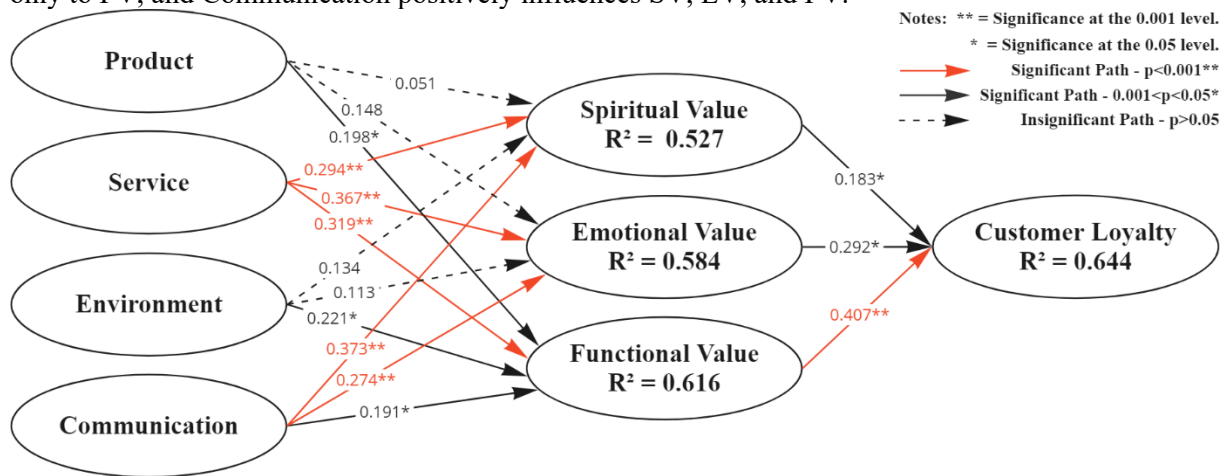 only to FV, and Communication positively influences SV, EV, and FV.
Notes: ** = Significance at the 0.001 level.
* = Significance at the 0.05 level.
Significant Path - p<0.001**
Significant Path - 0.001<p<0.05*
Insignificant Path - p>0.05
Product
Service
Environment
Communication
0.051
0.148
0.198*
0.294**
0.367**
0.319**
0.134
0.113
0.221*
0.373**
0.274**
0.191*
Spiritual Value
R² = 0.527
Emotional Value
R² = 0.584
Functional Value
R² = 0.616
0.183*
0.292*
0.407**
Customer Loyalty
R² = 0.644